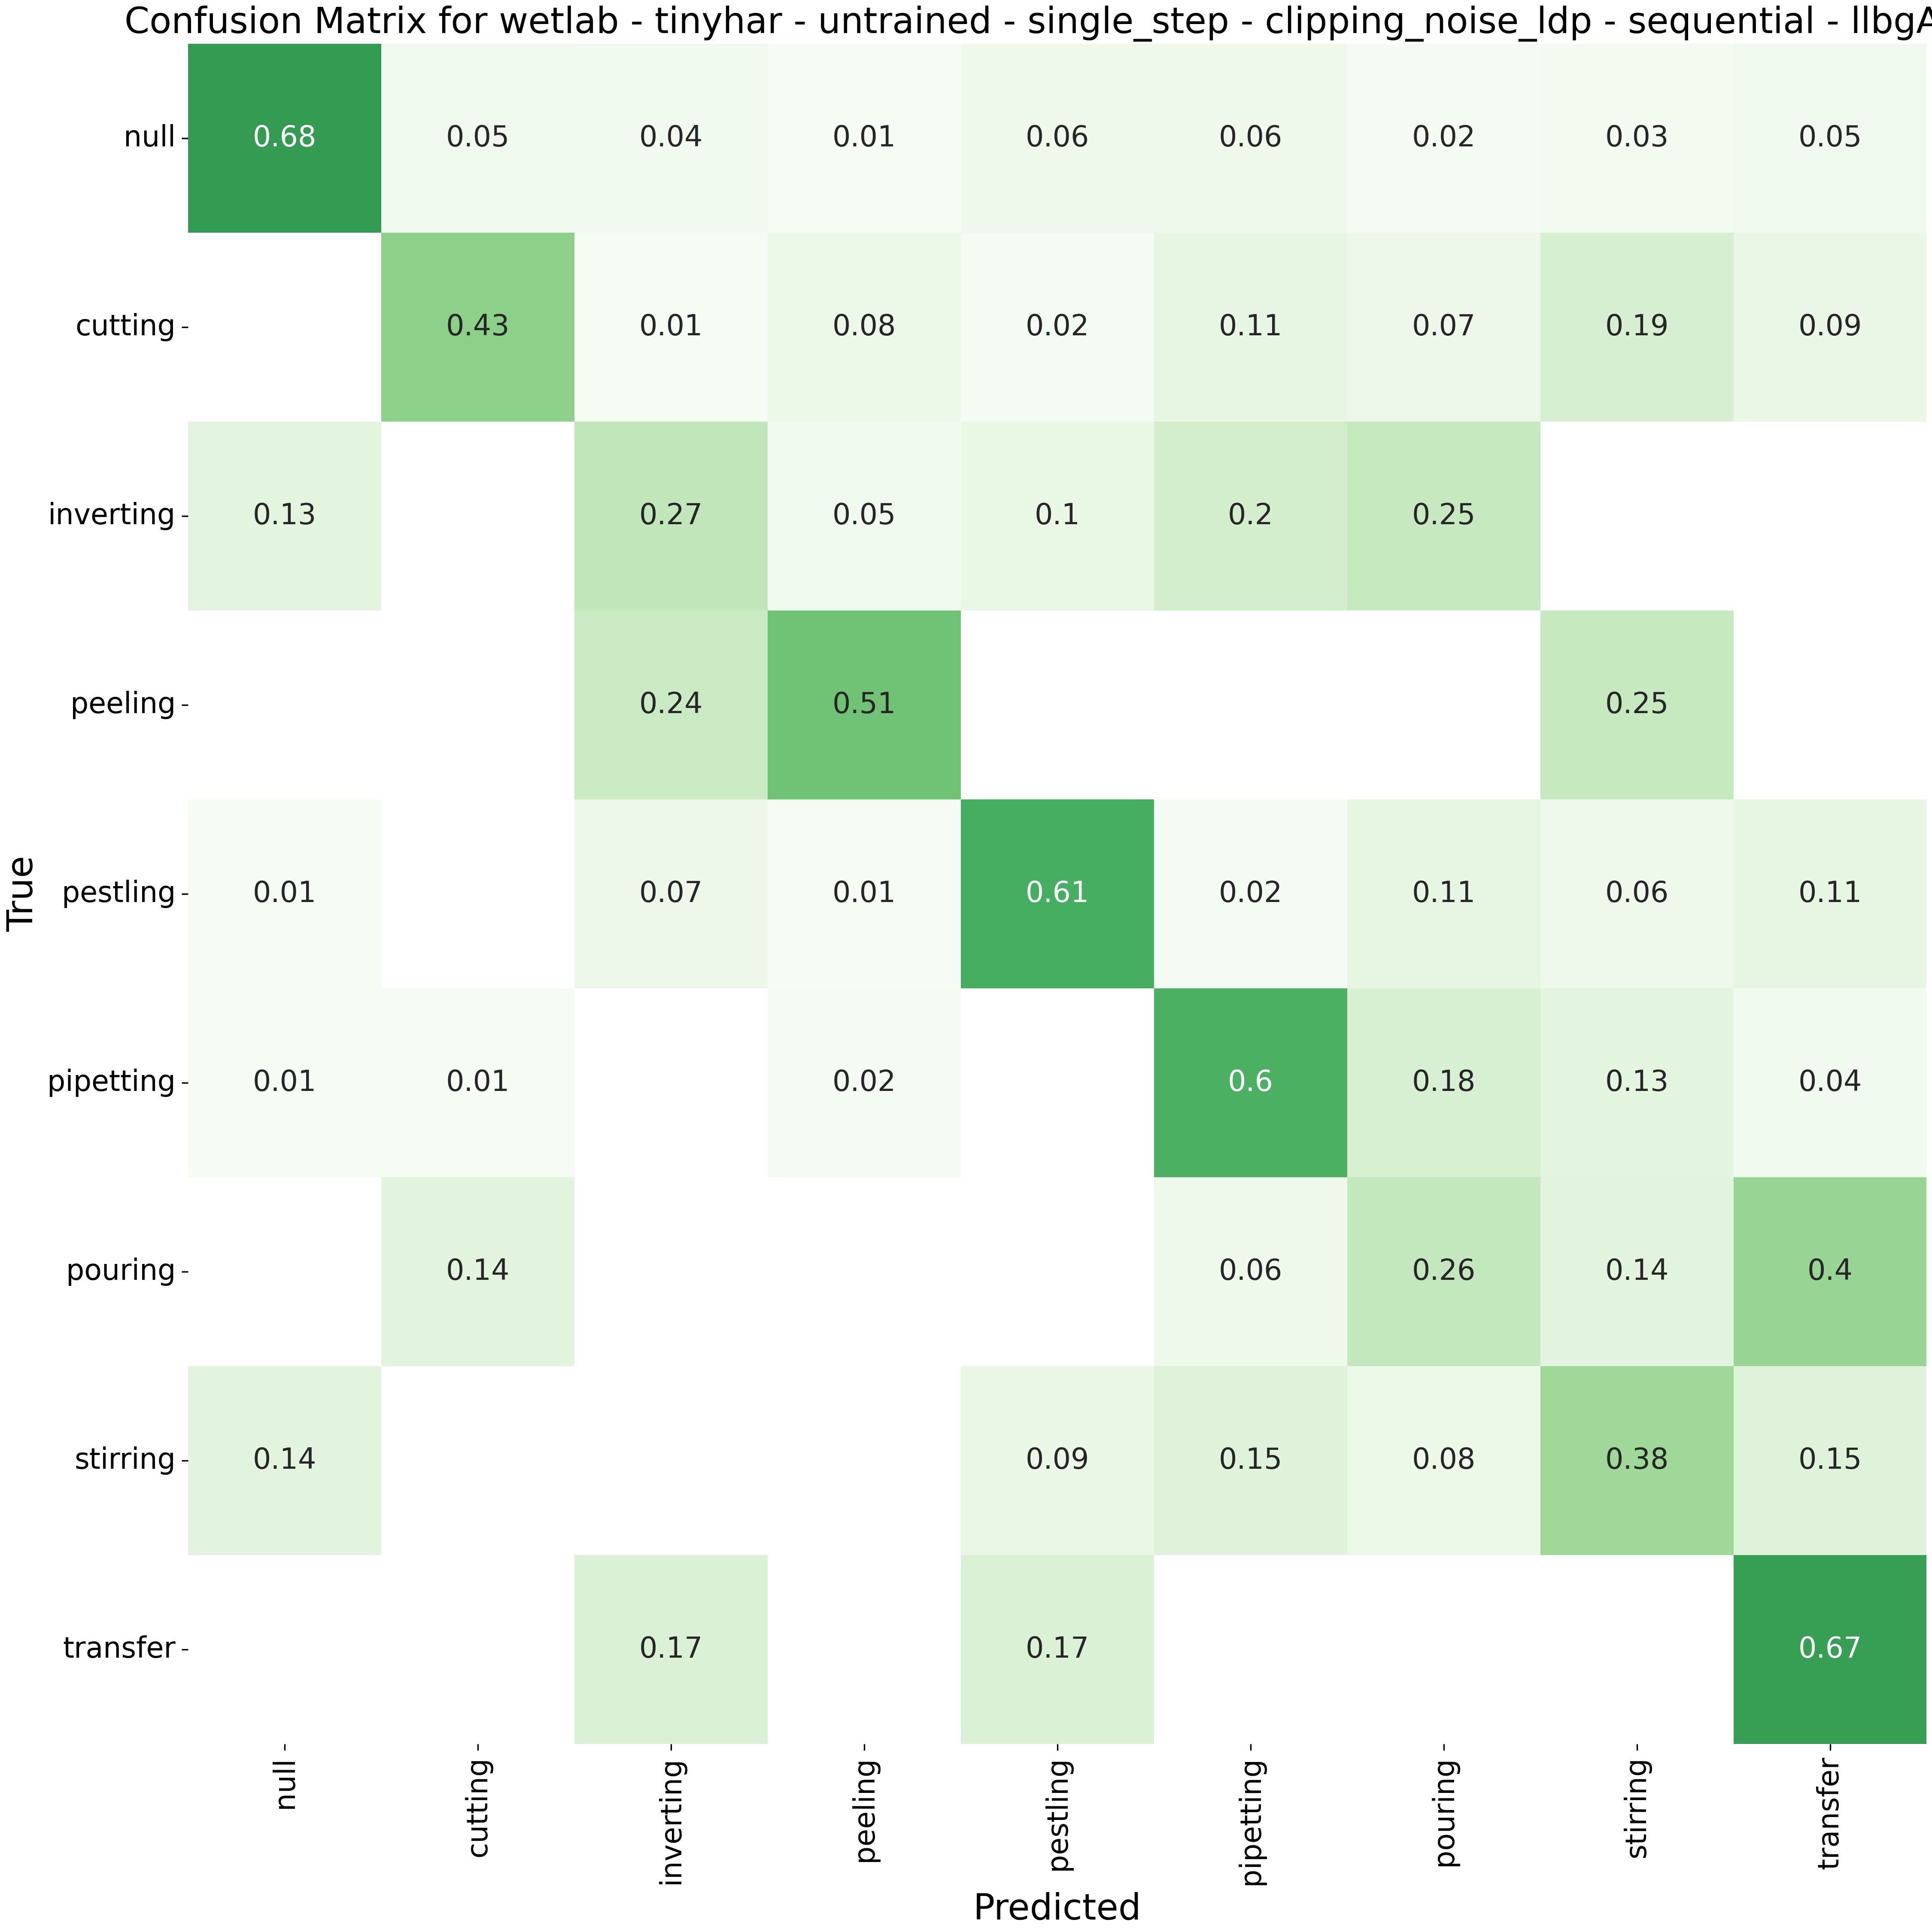 Confusion Matrix for wetlab - tinyhar - untrained - single_step - clipping_noise_ldp - sequential - llbgA
null 0.68 0.05 0.04 0.01 0.06 0.06 0.02 0.03 0.05
cutting 0.43 0.01 0.08 0.02 0.11 0.07 0.19 0.09
inverting 0.13 0.27 0.05 0.1 0.2 0.25
peeling 0.24 0.51 0.25
pestling 0.01 0.07 0.01 0.61 0.02 0.11 0.06 0.11
pipetting 0.01 0.01 0.02 0.6 0.18 0.13 0.04
pouring 0.14 0.06 0.26 0.14 0.4
stirring 0.14 0.09 0.15 0.08 0.38 0.15
transfer 0.17 0.17 0.67
True
null cutting inverting peeling pestling pipetting pouring stirring transfer
Predicted